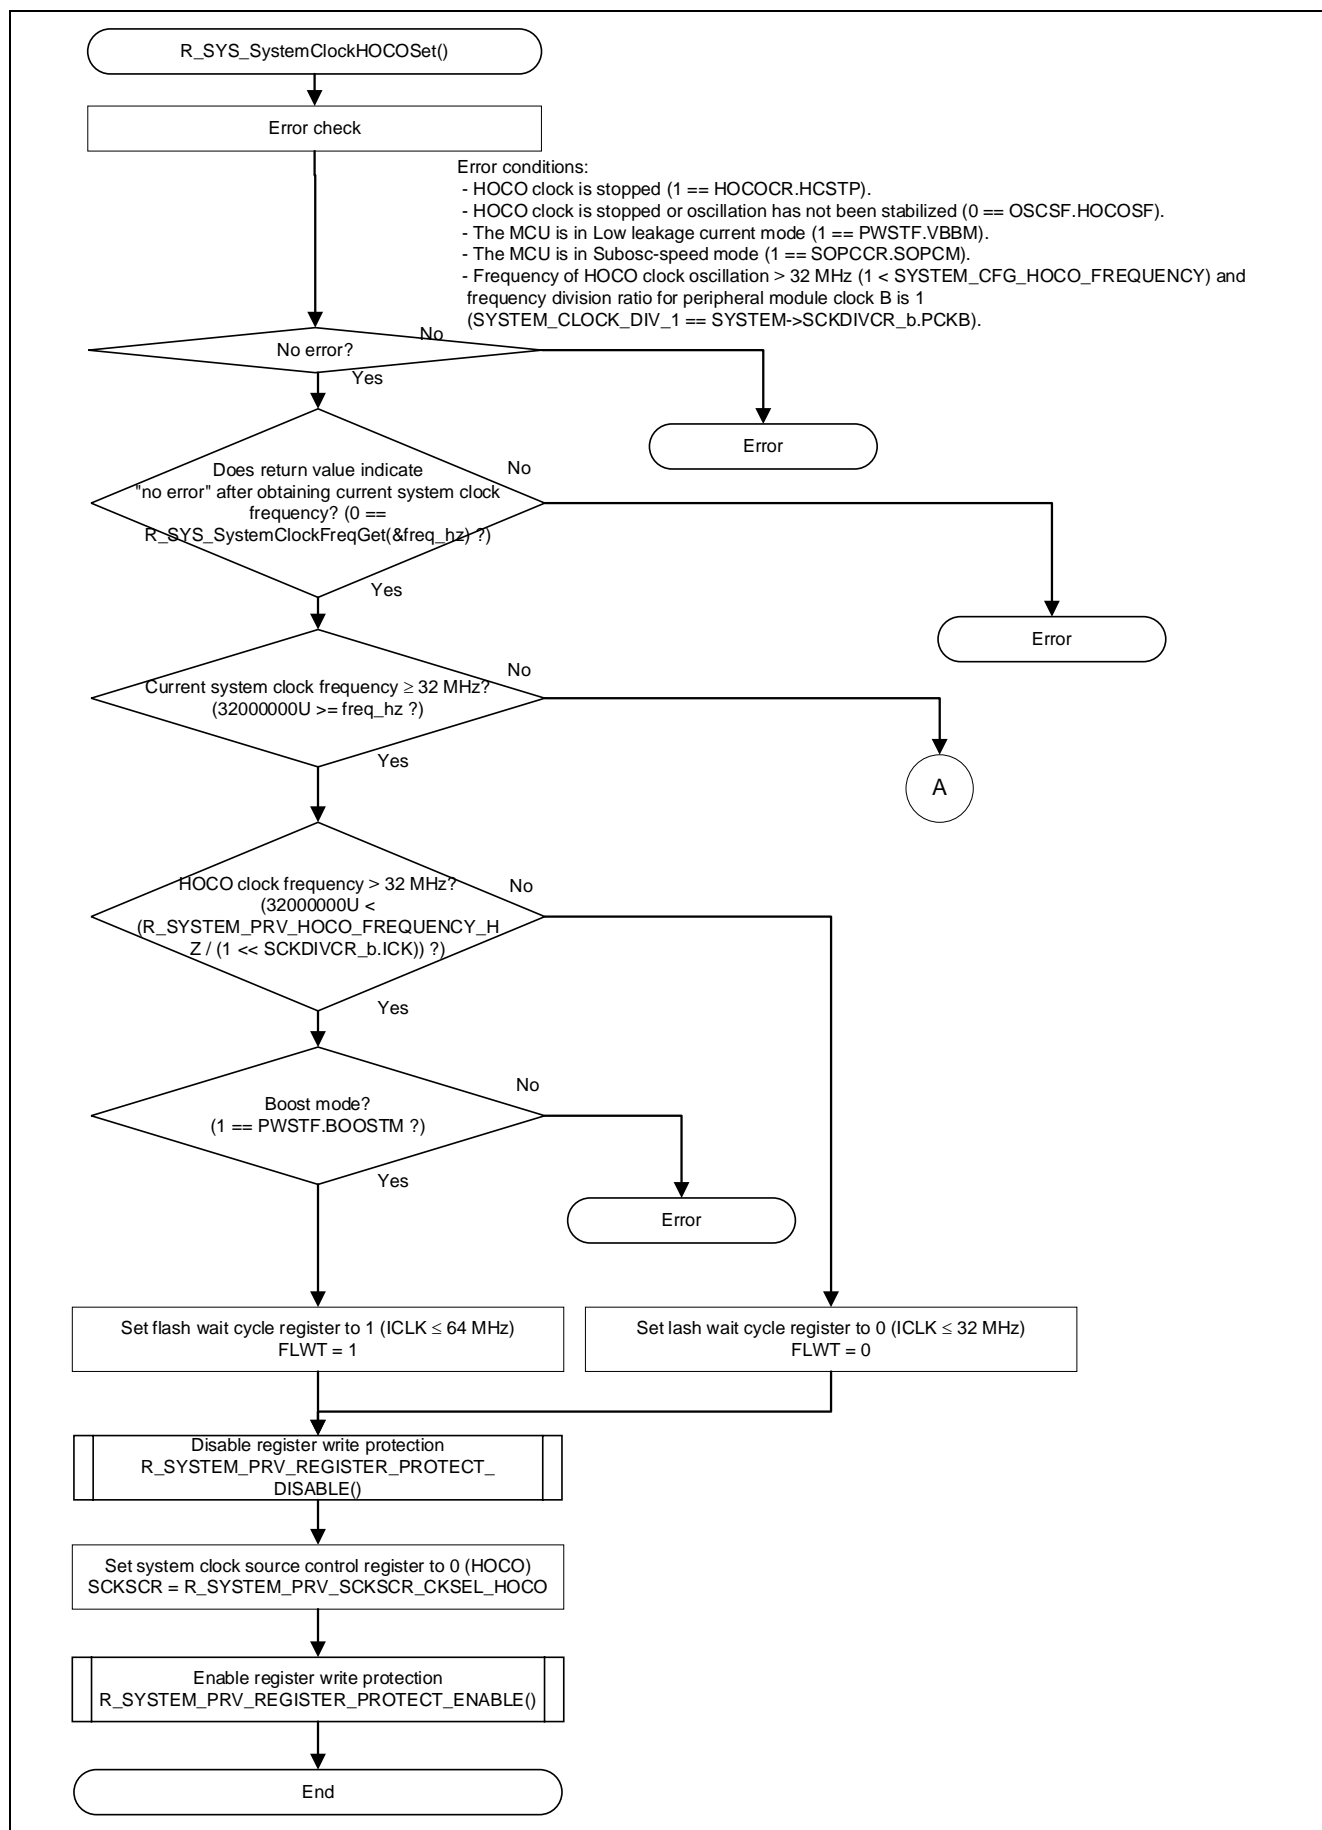 R_SYS_SystemClockHOCOSet()
Error check
Error conditions:
- HOCO clock is stopped (1 == HOCOCR.HCSTP).
- HOCO clock is stopped or oscillation has not been stabilized (0 == OSCSF.HOCOSF).
- The MCU is in Low leakage current mode (1 == PWSTF.VBBM).
- The MCU is in Subosc-speed mode (1 == SOPCCR.SOPCM).
- Frequency of HOCO clock oscillation > 32 MHz (1 < SYSTEM_CFG_HOCO_FREQUENCY) and
frequency division ratio for peripheral module clock B is 1
(SYSTEM_CLOCK_DIV_1 == SYSTEM->SCKDIVCR_b.PCKB).
No
No error?
Yes
Error
No
Does return value indicate
"no error" after obtaining current system clock
frequency? (0 ==
R_SYS_SystemClockFreqGet(&freq_hz) ?)
Yes
Error
No
Current system clock frequency ≥ 32 MHz?
(32000000U >= freq_hz ?)
Yes
A
No
HOCO clock frequency > 32 MHz?
(32000000U <
(R_SYSTEM_PRV_HOCO_FREQUENCY_H
Z / (1 << SCKDIVCR_b.ICK)) ?)
Yes
No
Boost mode?
(1 == PWSTF.BOOSTM ?)
Yes
Error
Set flash wait cycle register to 1 (ICLK ≤ 64 MHz)
FLWT = 1
Set lash wait cycle register to 0 (ICLK ≤ 32 MHz)
FLWT = 0
Disable register write protection
R_SYSTEM_PRV_REGISTER_PROTECT_
DISABLE()
Set system clock source control register to 0 (HOCO)
SCKSCR = R_SYSTEM_PRV_SCKSCR_CKSEL_HOCO
Enable register write protection
R_SYSTEM_PRV_REGISTER_PROTECT_ENABLE()
End